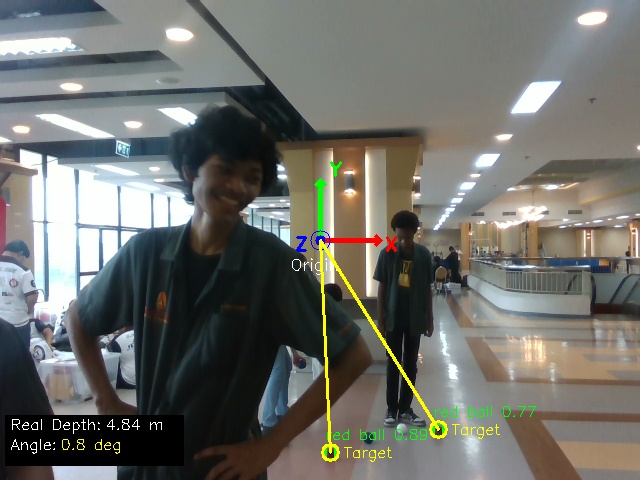 Y
Z
X
Origin
red ball 0.77
red ball 0.89
Target
Target
Real Depth: 4.84 m
Angle: 0.8 deg